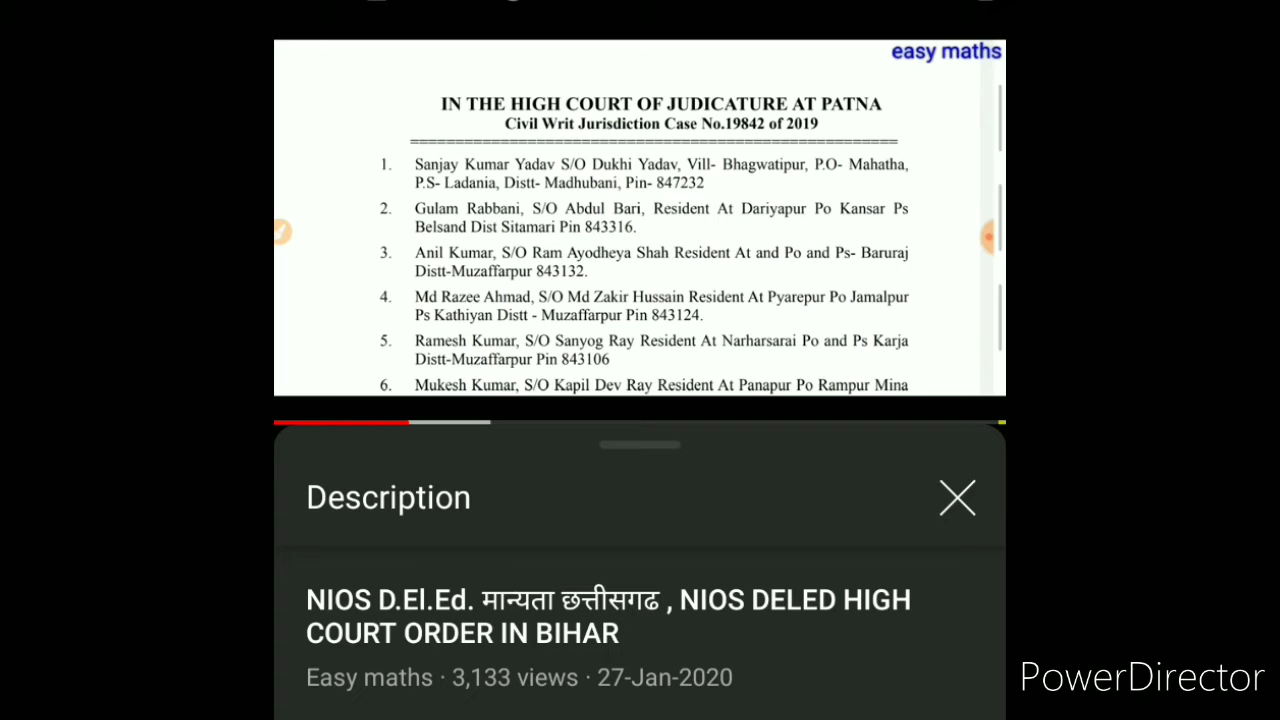 easy maths
IN THE HIGH COURT OF JUDICATURE AT PATNA
Civil Writ Jurisdiction Case No.19842 of 2019
1. Sanjay Kumar Yadav S/O Dukhi Yadav, Vill- Bhagwatipur, P.O- Mahatha,
P.S- Ladania, Distt- Madhubani, Pin- 847232
2. Gulam Rabbani, S/O Abdul Bari, Resident At Dariyapur Po Kansar Ps
Belsand Dist Sitamari Pin 843316.
3. Anil Kumar, S/O Ram Ayodheya Shah Resident At and Po and Ps- Baruraj
Distt-Muzaffarpur 843132.
4. Md Razee Ahmad, S/O Md Zakir Hussain Resident At Pyarepur Po Jamalpur
Ps Kathiyan Distt - Muzaffarpur Pin 843124.
5. Ramesh Kumar, S/O Sanyog Ray Resident At Narharsarai Po and Ps Karja
Distt-Muzaffarpur Pin 843106
6. Mukesh Kumar, S/O Kapil Dev Ray Resident At Panapur Po Rampur Mina
Description
NIOS D.El.Ed. मान्यता छत्तीसगढ , NIOS DELED HIGH
COURT ORDER IN BIHAR
Easy maths · 3,133 views · 27-Jan-2020
PowerDirector